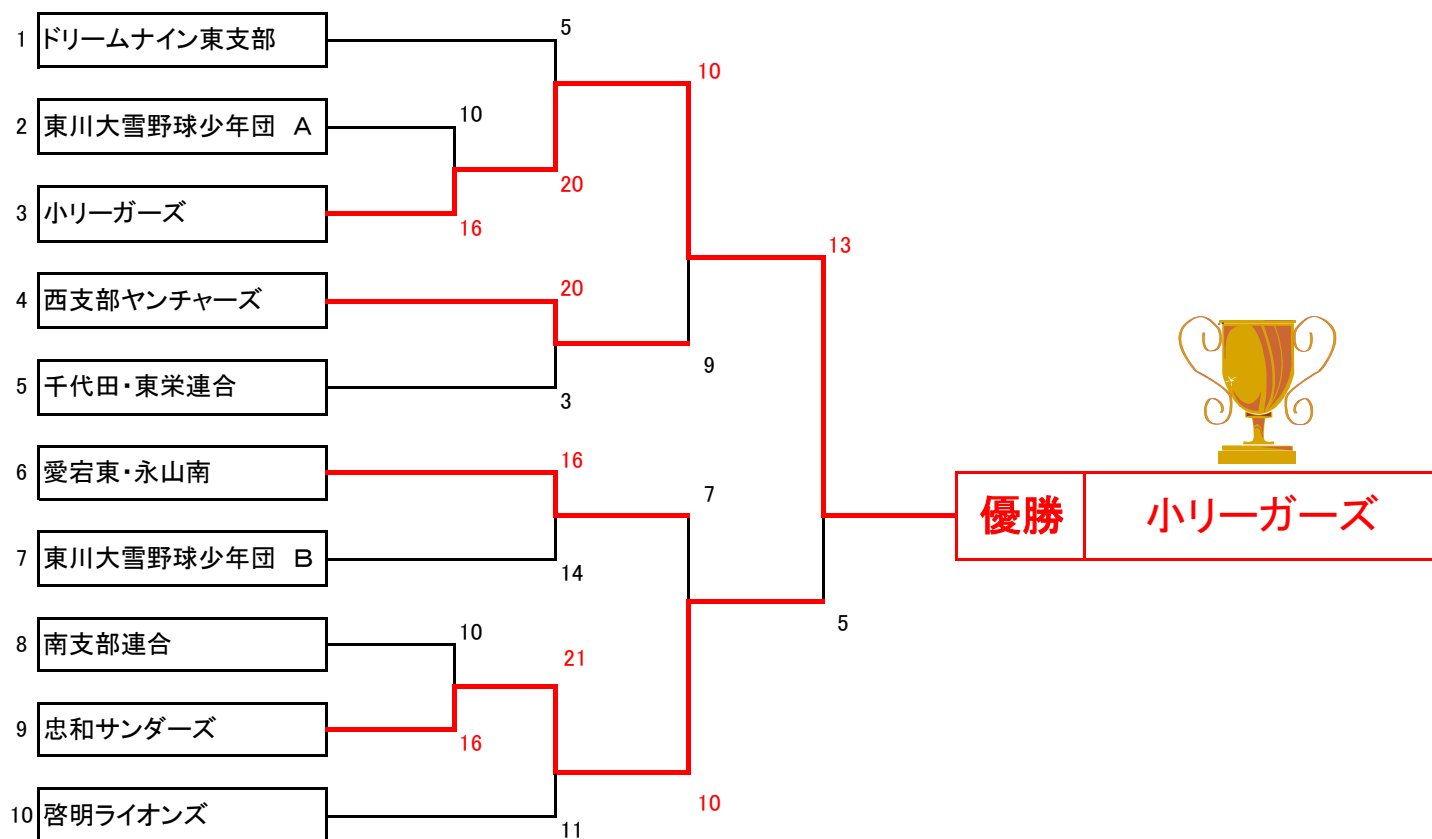 5
1 ドリームナイン東支部
10
10
2 東川大雪野球少年団 A
20
3 小リーガーズ
16
13
20
4 西支部ヤンチャーズ
9
5 千代田・東栄連合
3
16
6 愛宕東・永山南
7
優勝 小リーガーズ
7 東川大雪野球少年団 B
14
10
5
8 南支部連合
21
9 忠和サンダーズ
16
10
10 啓明ライオンズ
11